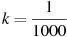 k = 1/1000